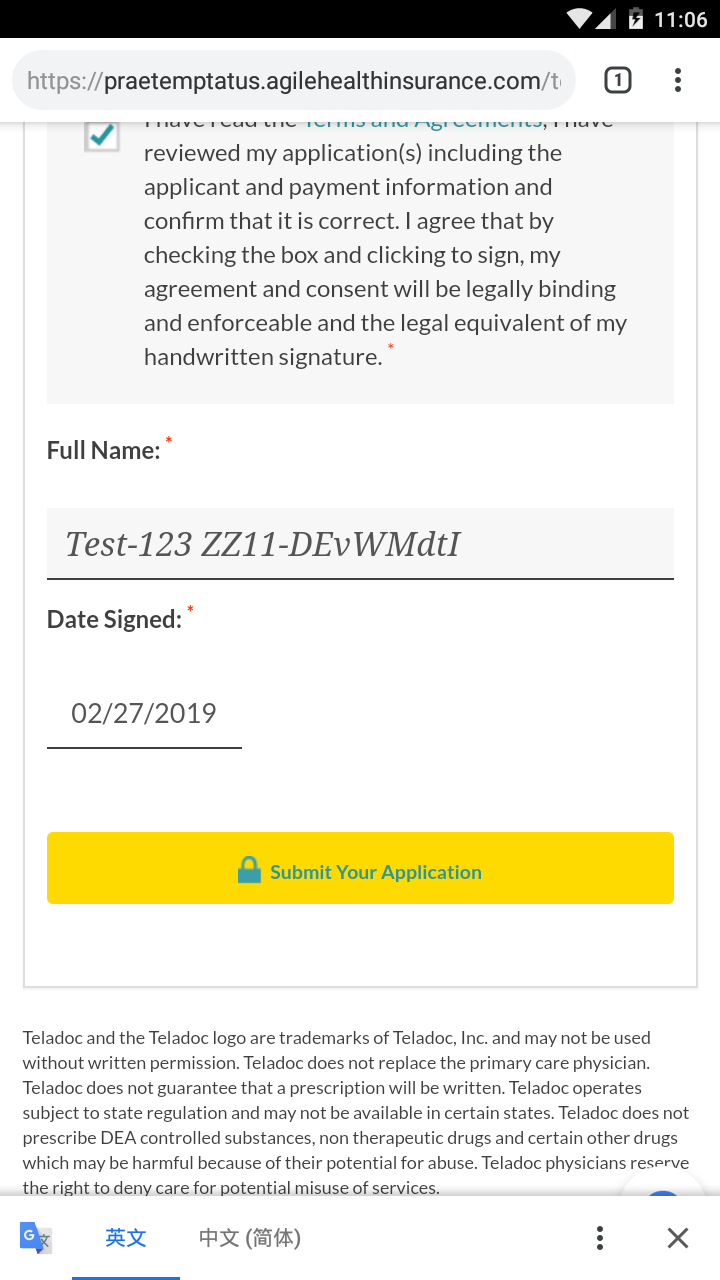 11:06
https://praetemptatus.agilehealthinsurance.com/t
1
I have read the Terms and Agreements, I have
reviewed my application(s) including the
applicant and payment information and
confirm that it is correct. I agree that by
checking the box and clicking to sign, my
agreement and consent will be legally binding
and enforceable and the legal equivalent of my
handwritten signature. *
Full Name: *
Test-123 ZZ11-DEvWMdtI
Date Signed: *
02/27/2019
Submit Your Application
Teladoc and the Teladoc logo are trademarks of Teladoc, Inc. and may not be used
without written permission. Teladoc does not replace the primary care physician.
Teladoc does not guarantee that a prescription will be written. Teladoc operates
subject to state regulation and may not be available in certain states. Teladoc does not
prescribe DEA controlled substances, non therapeutic drugs and certain other drugs
which may be harmful because of their potential for abuse. Teladoc physicians reserve
the right to deny care for potential misuse of services.
G 文
英文
中文 (简体)